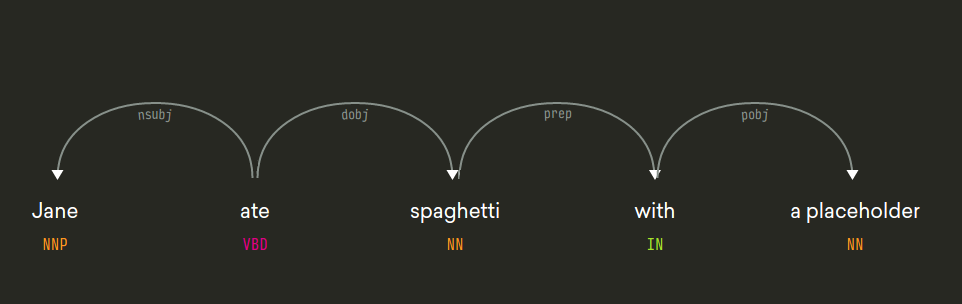 nsubj dobj prep pobj
Jane ate spaghetti with a placeholder
NNP VBD NN IN NN